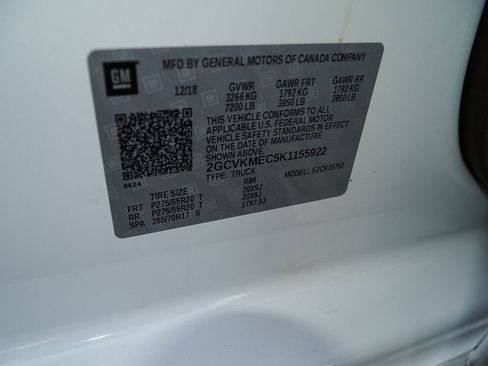 GM
MFD BY GENERAL MOTORS OF CANADA COMPANY
12/18 GVWR GAWR FRT GAWR RR
3266 KG 1792 KG 1792 KG
7200 LB 3950 LB 3950 LB
THIS VEHICLE CONFORMS TO ALL
APPLICABLE U.S. FEDERAL MOTOR
VEHICLE SAFETY STANDARDS IN EFFECT
ON THE DATE OF MANUFACTURE
SHOWN ABOVE.
2GCVKMEC5K1155922
TYPE: TRUCK MODEL: 52CK15753
8624
TIRE SIZE RIM
FRT P275/55R20 T 20X9J
RR P275/55R20 T 20X9J
SPA 265/70R17 S 17X7.5J